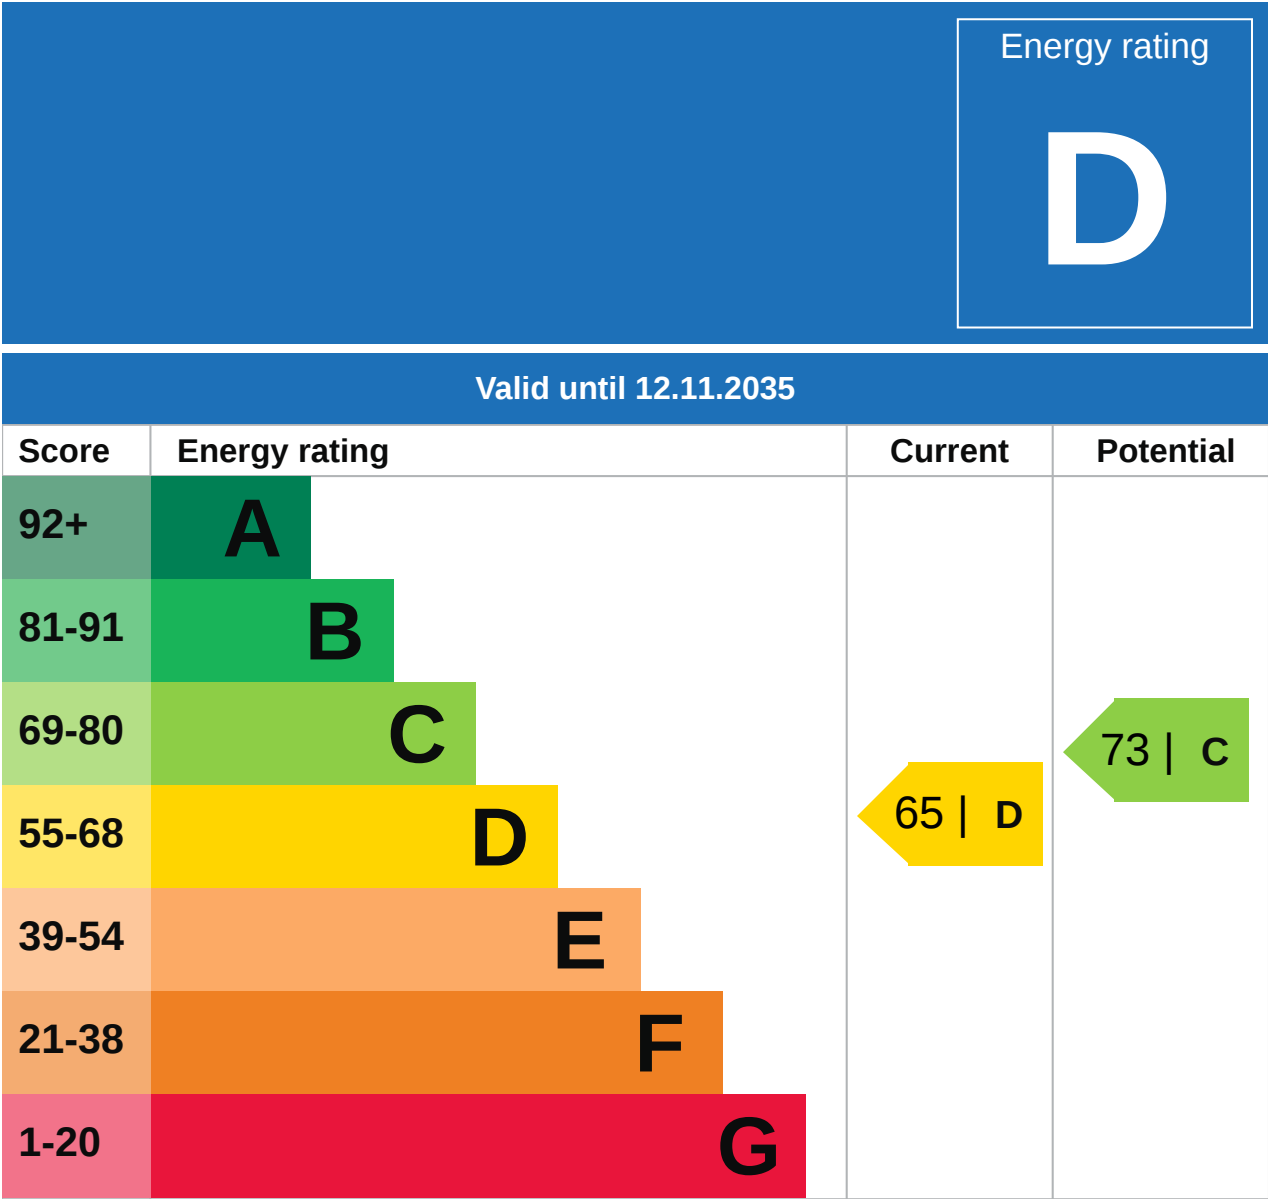 Energy rating
D
Valid until 12.11.2035
Score Energy rating Current Potential
92+ A
81-91 B
69-80 C
73 | C
55-68 D
65 | D
39-54 E
21-38 F
1-20 G